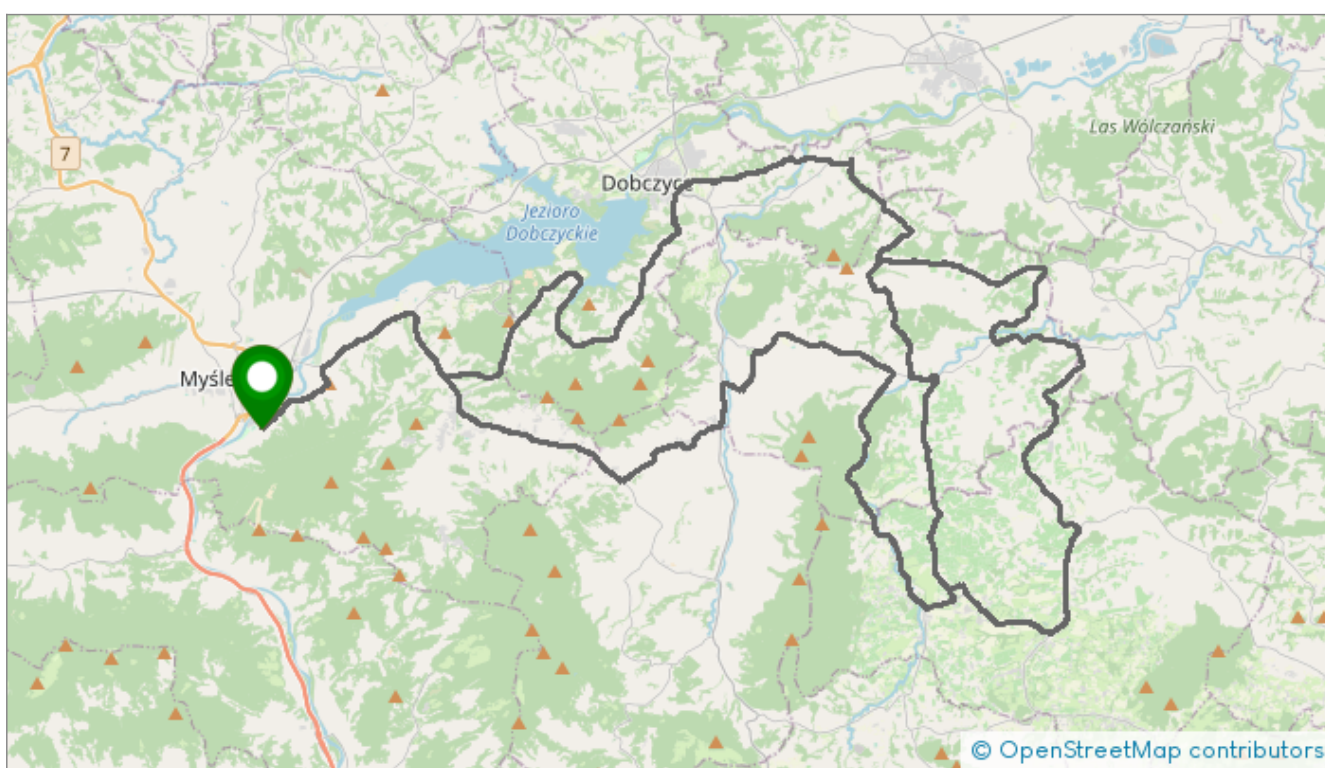 7
Las Wólczański
Dobczyce
Jezioro
Dobczyckie
Myśle
© OpenStreetMap contributors